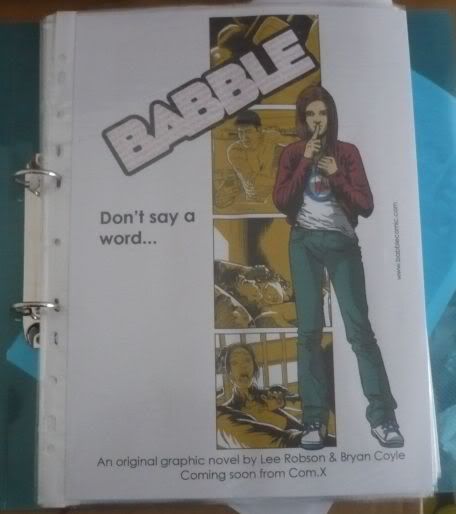 BABBLE
Don't say a
word...
www.babblecomic.com
An original graphic novel by Lee Robson & Bryan Coyle
Coming soon from Com.X